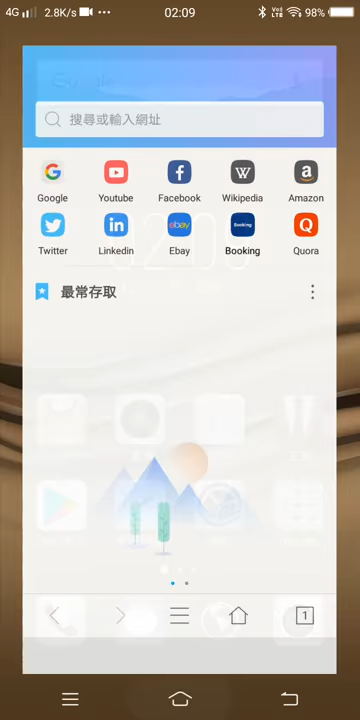 4G 2.8K/s ••• 02:09 VoLTE 98%
搜尋或輸入網址
Google Youtube Facebook Wikipedia Amazon
Twitter Linkedin Ebay Booking Quora
最常存取
1